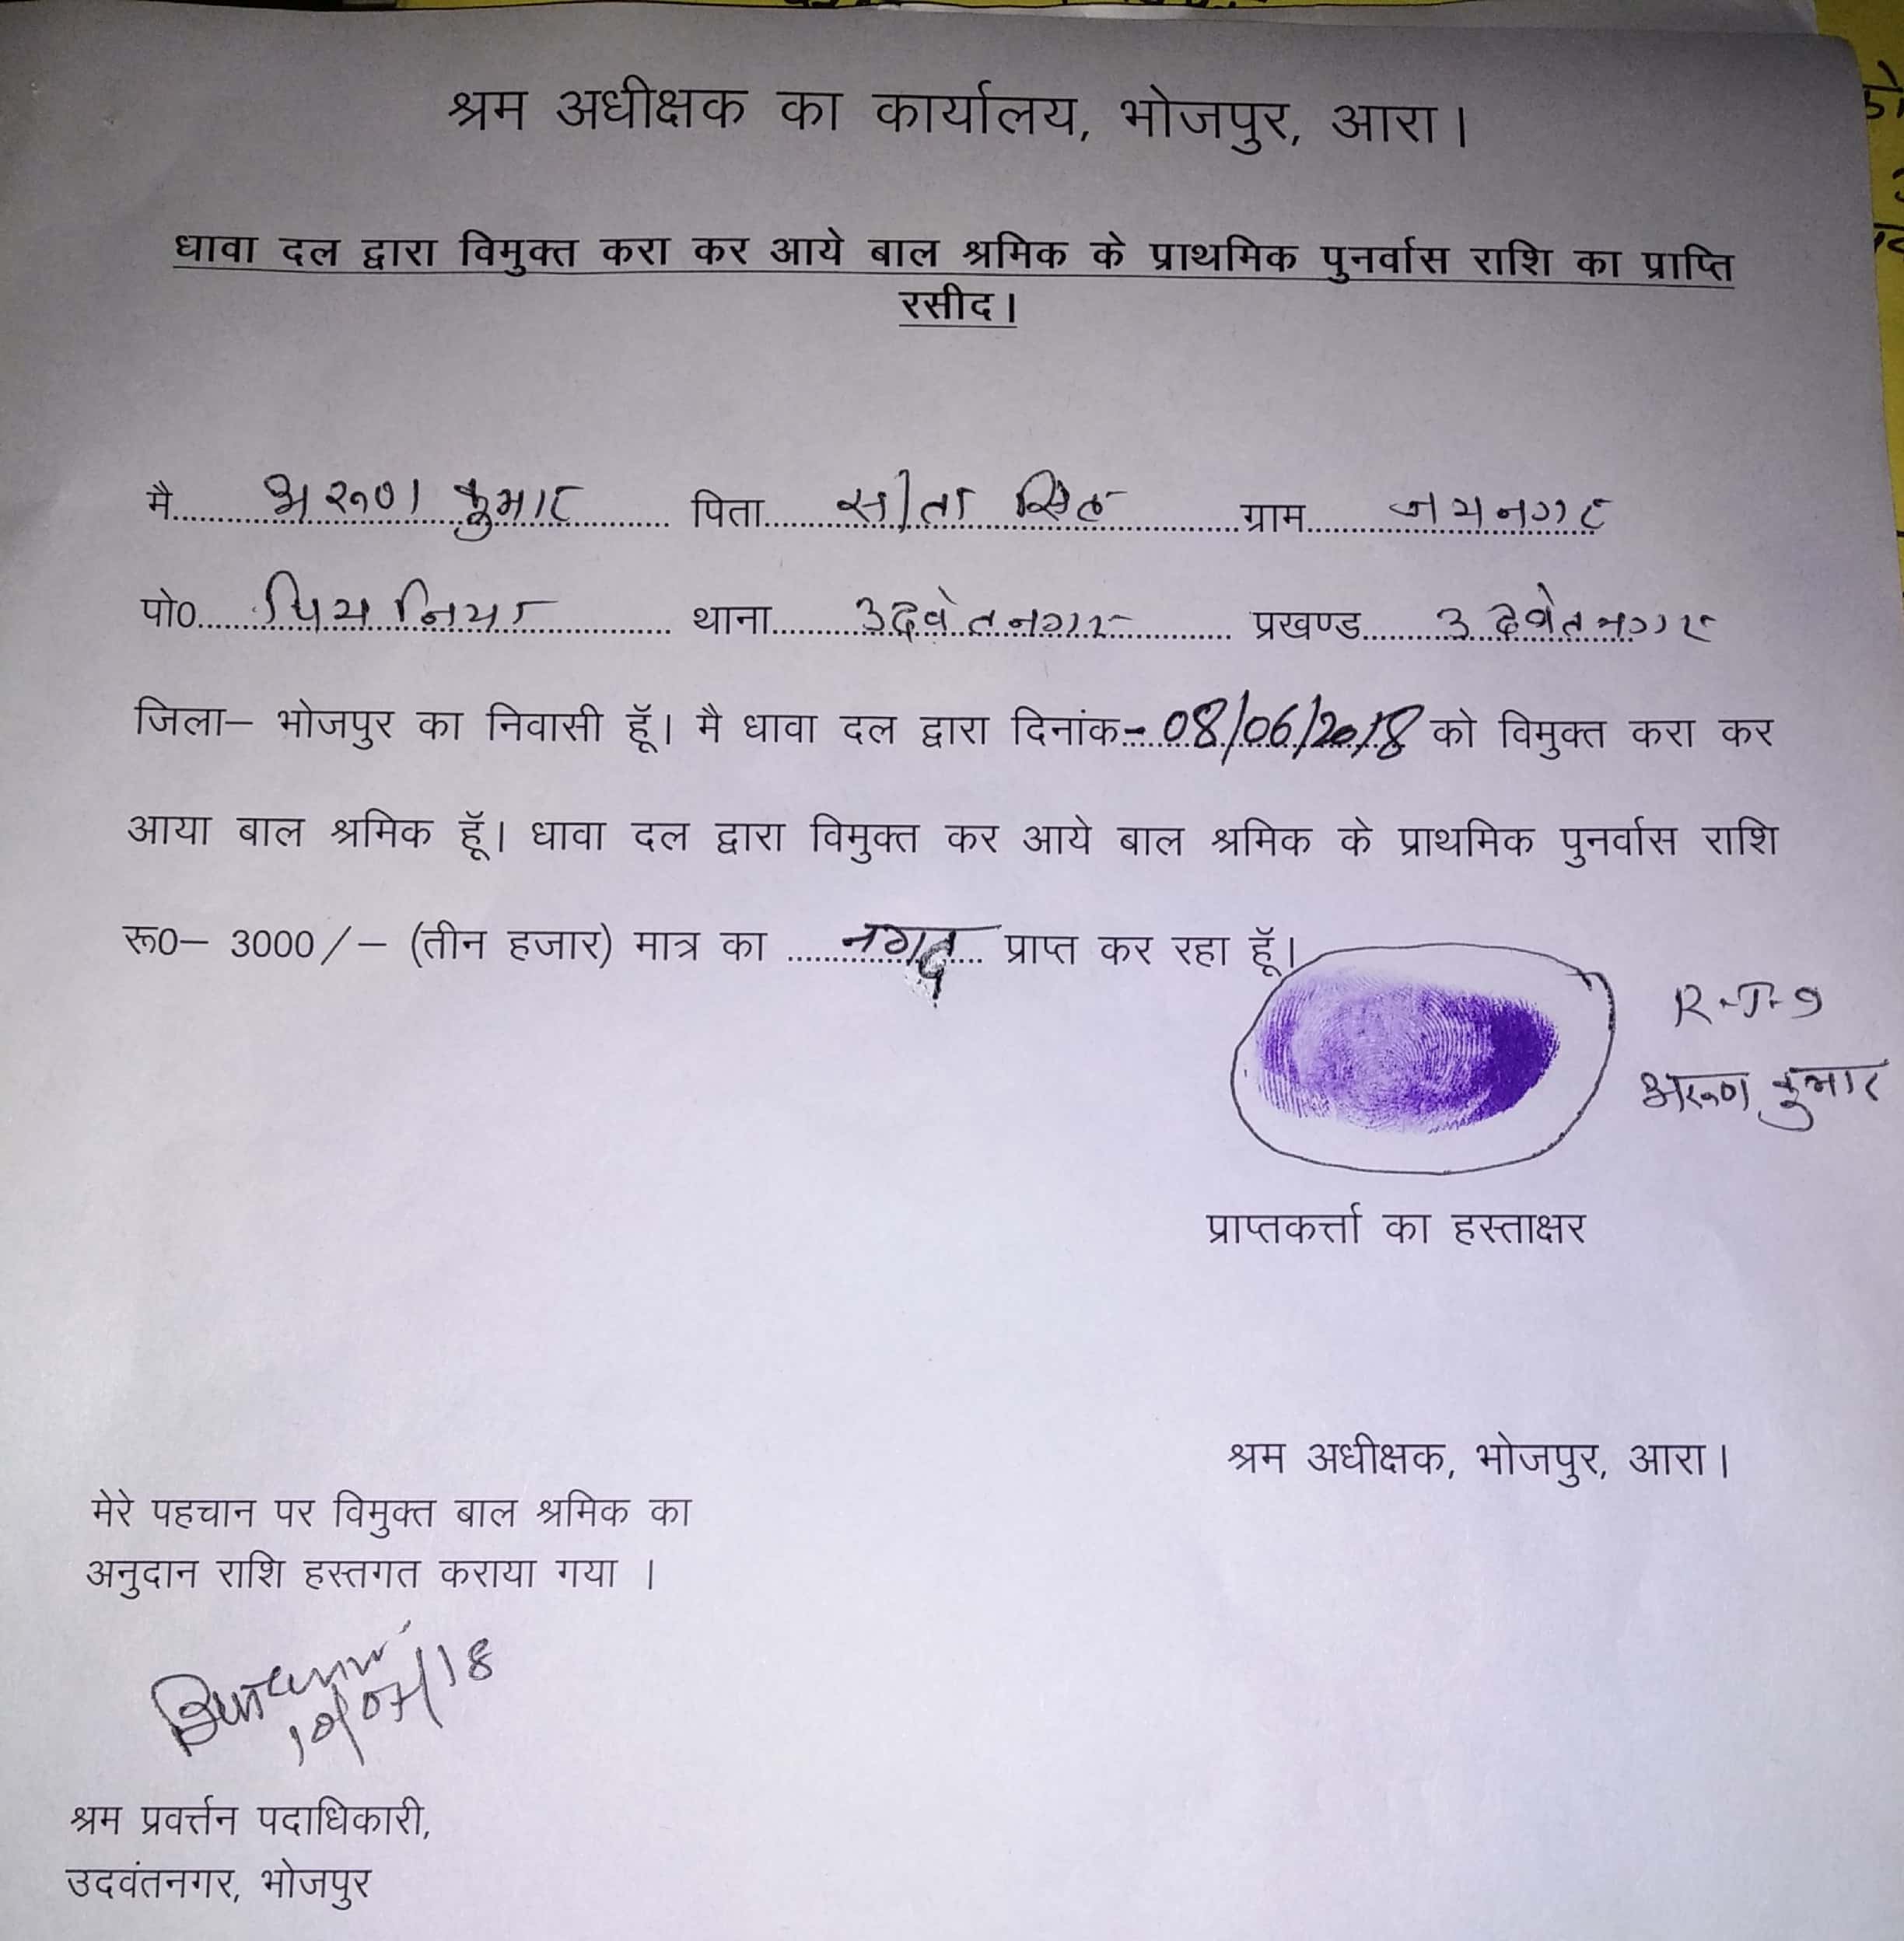 श्रम अधीक्षक का कार्यालय, भोजपुर, आरा।
धावा दल द्वारा विमुक्त करा कर आये बाल श्रमिक के प्राथमिक पुनर्वास राशि का प्राप्ति
रसीद।
मै......अरूण कुमार...... पिता......सीता सिंह......ग्राम......जयनगर
पो0......पियनिया...... थाना......उदवंतनगर...... प्रखण्ड......उदवंतनगर
जिला– भोजपुर का निवासी हूॅ। मै धावा दल द्वारा दिनांक-08/06/2018 को विमुक्त करा कर
आया बाल श्रमिक हूॅ। धावा दल द्वारा विमुक्त कर आये बाल श्रमिक के प्राथमिक पुनर्वास राशि
रू0– 3000/– (तीन हजार) मात्र का ......नगद...... प्राप्त कर रहा हूॅ।
R.T.9
अरूण कुमार
प्राप्तकर्त्ता का हस्ताक्षर
श्रम अधीक्षक, भोजपुर, आरा।
मेरे पहचान पर विमुक्त बाल श्रमिक का
अनुदान राशि हस्तगत कराया गया ।
10/07/18
श्रम प्रवर्त्तन पदाधिकारी,
उदवंतनगर, भोजपुर